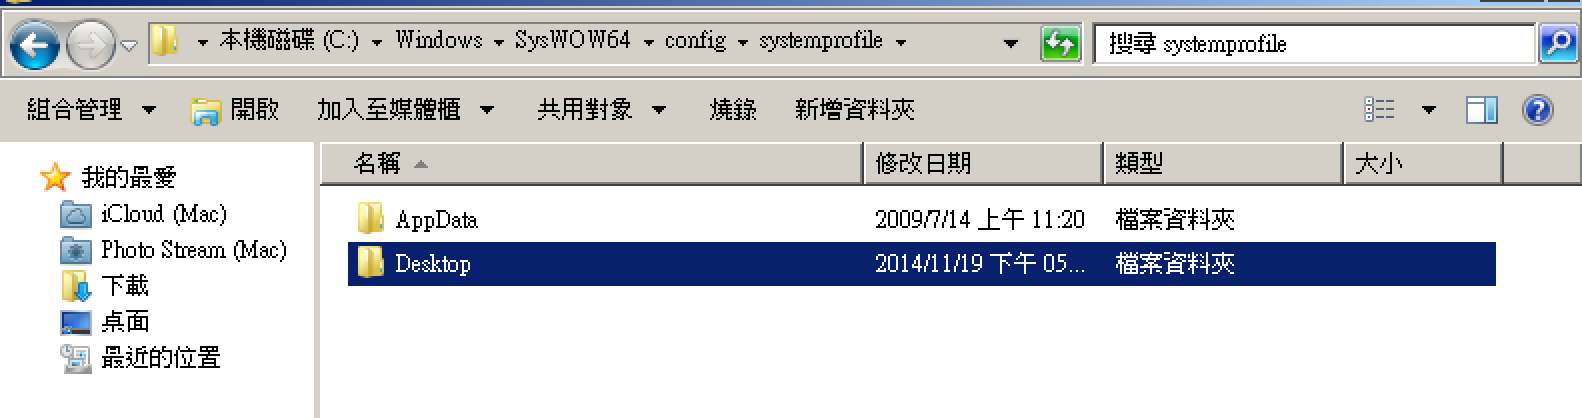 本機磁碟 (C:) Windows SysWOW64 config systemprofile 搜尋 systemprofile
組合管理 開啟 加入至媒體櫃 共用對象 燒錄 新增資料夾
名稱 修改日期 類型 大小
我的最愛
iCloud (Mac)
Photo Stream (Mac)
下載
桌面
最近的位置
AppData 2009/7/14 上午 11:20 檔案資料夾
Desktop 2014/11/19 下午 05... 檔案資料夾